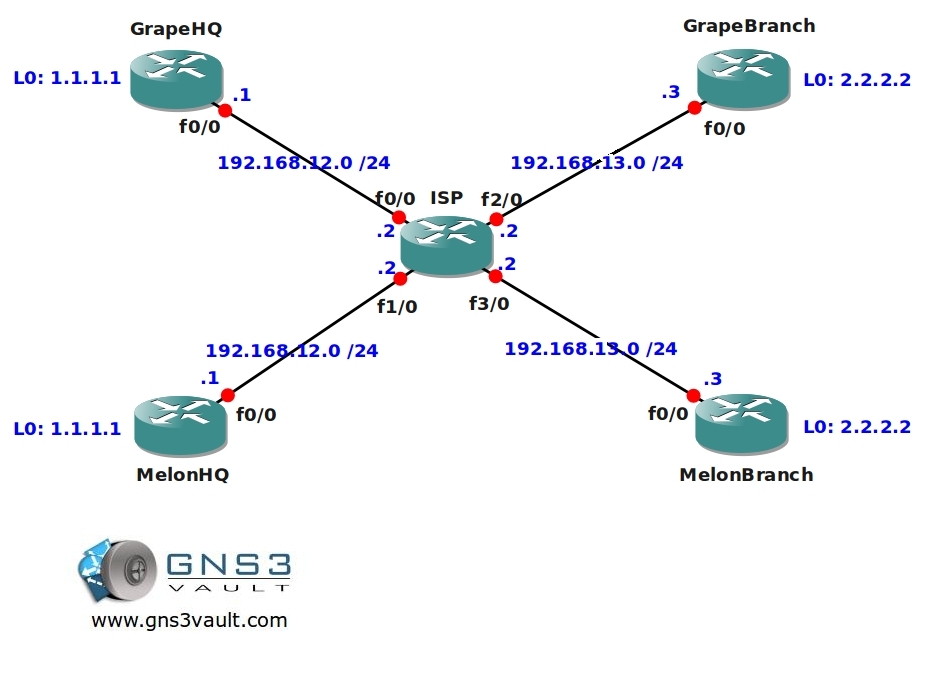 GrapeHQ
GrapeBranch
L0: 1.1.1.1
.1
f0/0
.3
f0/0
L0: 2.2.2.2
192.168.12.0 /24
192.168.13.0 /24
f0/0
ISP
f2/0
.2
.2
.2
.2
f1/0
f3/0
192.168.12.0 /24
192.168.13.0 /24
.1
.3
f0/0
f0/0
L0: 1.1.1.1
L0: 2.2.2.2
MelonHQ
MelonBranch
GNS3
VAULT
www.gns3vault.com